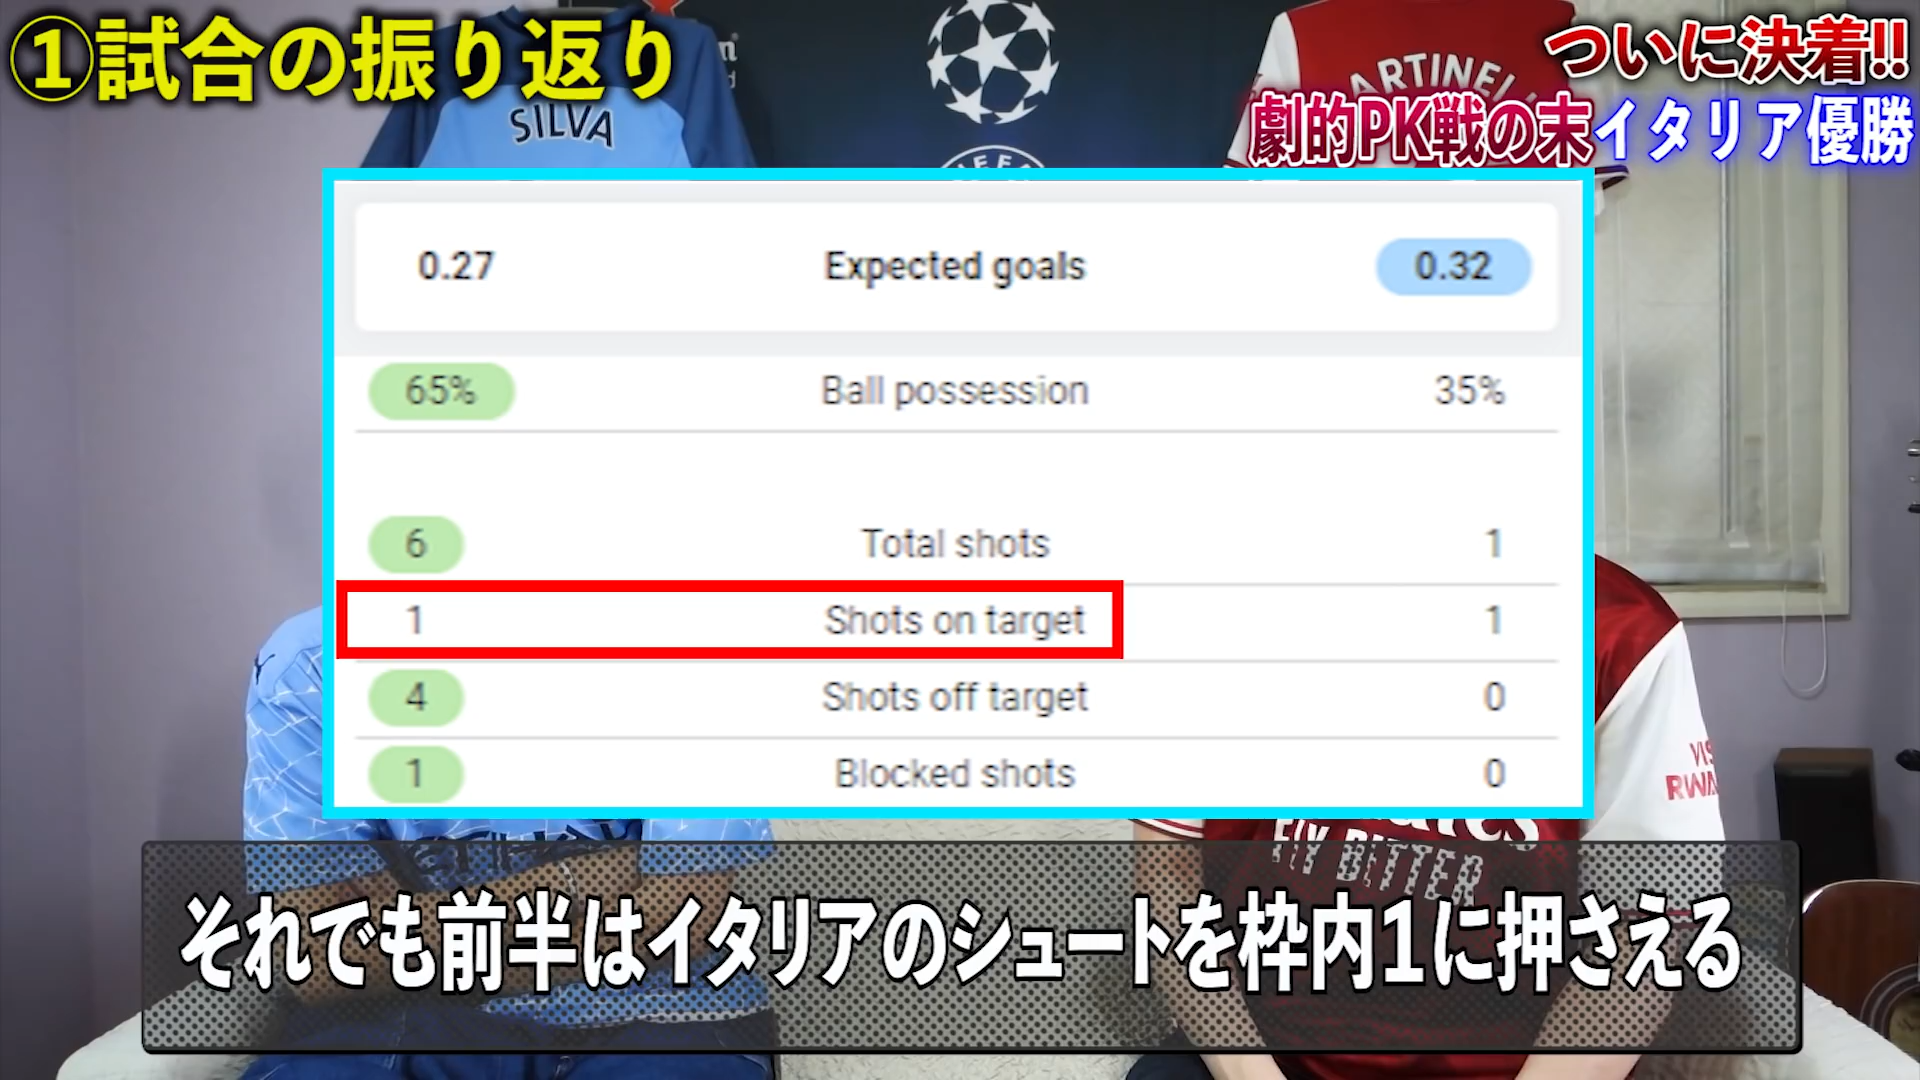 ①試合の振り返り
ついに決着!!
劇的PK戦の末イタリア優勝
SILVA
ARTINEL
0.27 Expected goals 0.32
65% Ball possession 35%
6 Total shots 1
1 Shots on target 1
4 Shots off target 0
1 Blocked shots 0
FLY BETTER
それでも前半はイタリアのシュートを枠内1に押さえる